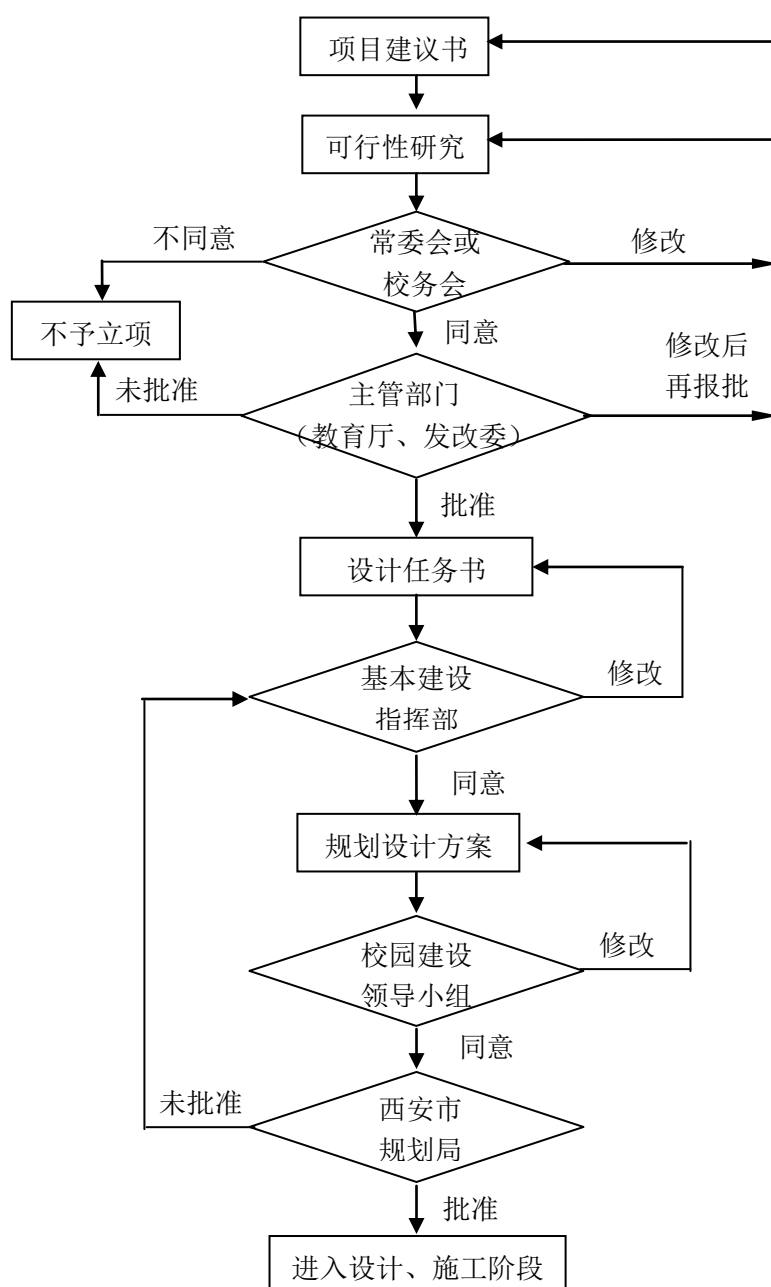 项目建议书
可行性研究
不同意
常委会或
校务会
修改
不予立项
同意
修改后
再报批
未批准
主管部门
（教育厅、发改委）
批准
设计任务书
基本建设
指挥部
修改
同意
规划设计方案
校园建设
领导小组
修改
同意
未批准
西安市
规划局
批准
进入设计、施工阶段